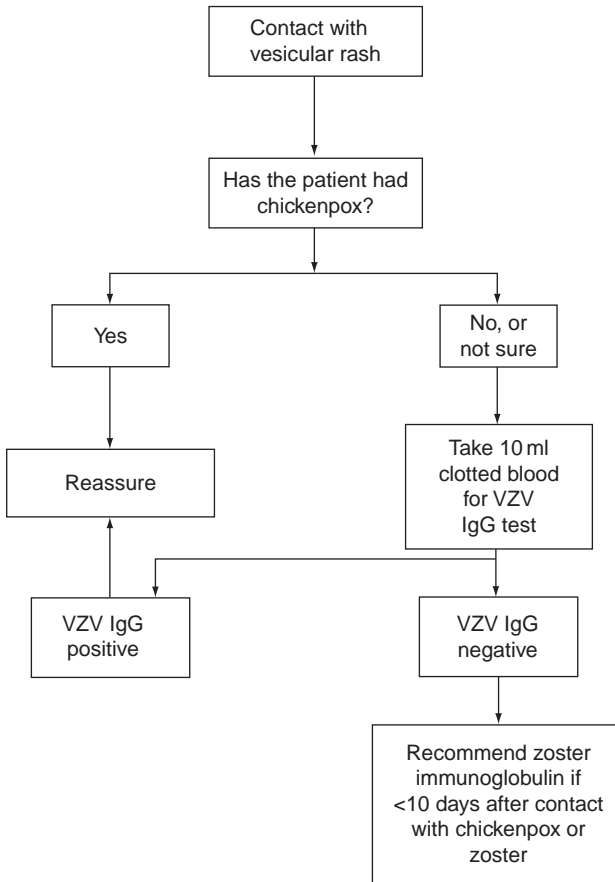 Contact with
vesicular rash
Has the patient had
chickenpox?
Yes
No, or
not sure
Reassure
Take 10 ml
clotted blood
for VZV
IgG test
VZV IgG
positive
VZV IgG
negative
Recommend zoster
immunoglobulin if
<10 days after contact
with chickenpox or
zoster